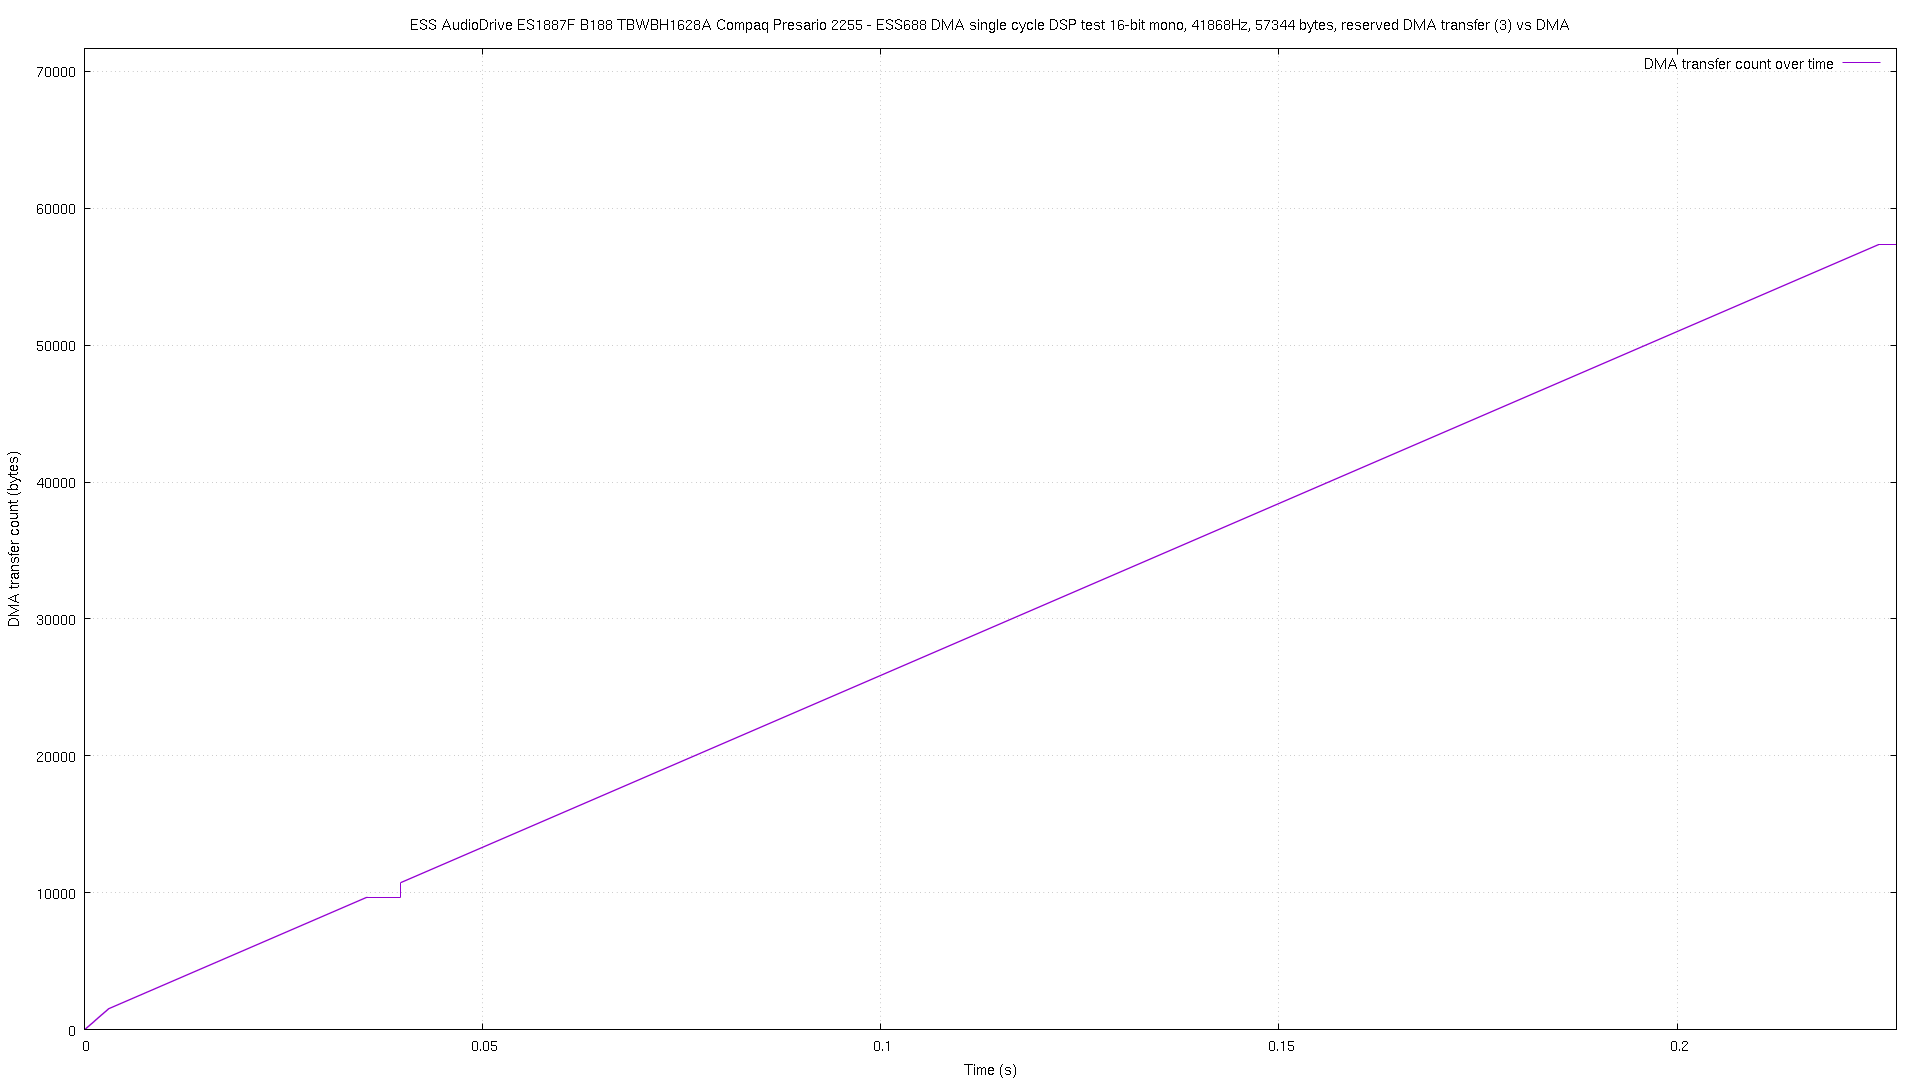 ESS AudioDrive ES1887F B188 TBWBH1628A Compaq Presario 2255 - ESS688 DMA single cycle DSP test 16-bit mono, 41868Hz, 57344 bytes, reserved DMA transfer (3) vs DMA
DMA transfer count over time
70000
60000
50000
40000
30000
20000
10000
0
DMA transfer count (bytes)
0 0.05 0.1 0.15 0.2
Time (s)